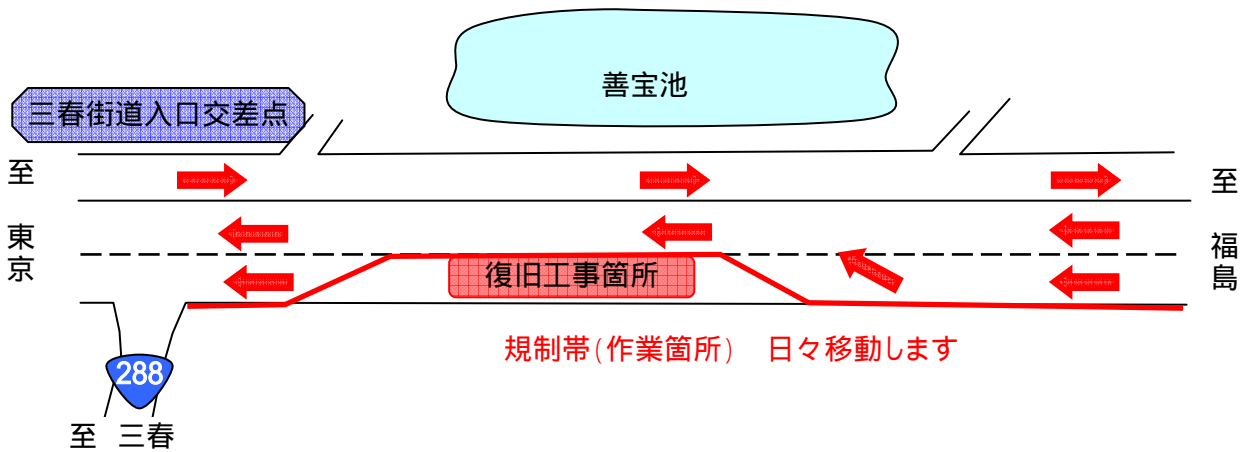 善宝池
三春街道入口交差点
至 東京
至 福島
復旧工事箇所
規制帯(作業箇所) 日々移動します
288
至 三春